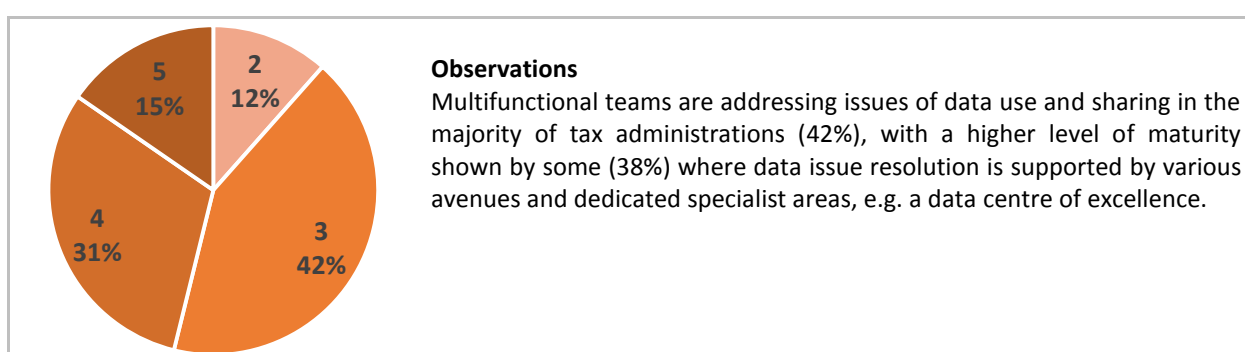 5
15%
2
12%
4
31%
3
42%
Observations
Multifunctional teams are addressing issues of data use and sharing in the
majority of tax administrations (42%), with a higher level of maturity
shown by some (38%) where data issue resolution is supported by various
avenues and dedicated specialist areas, e.g. a data centre of excellence.